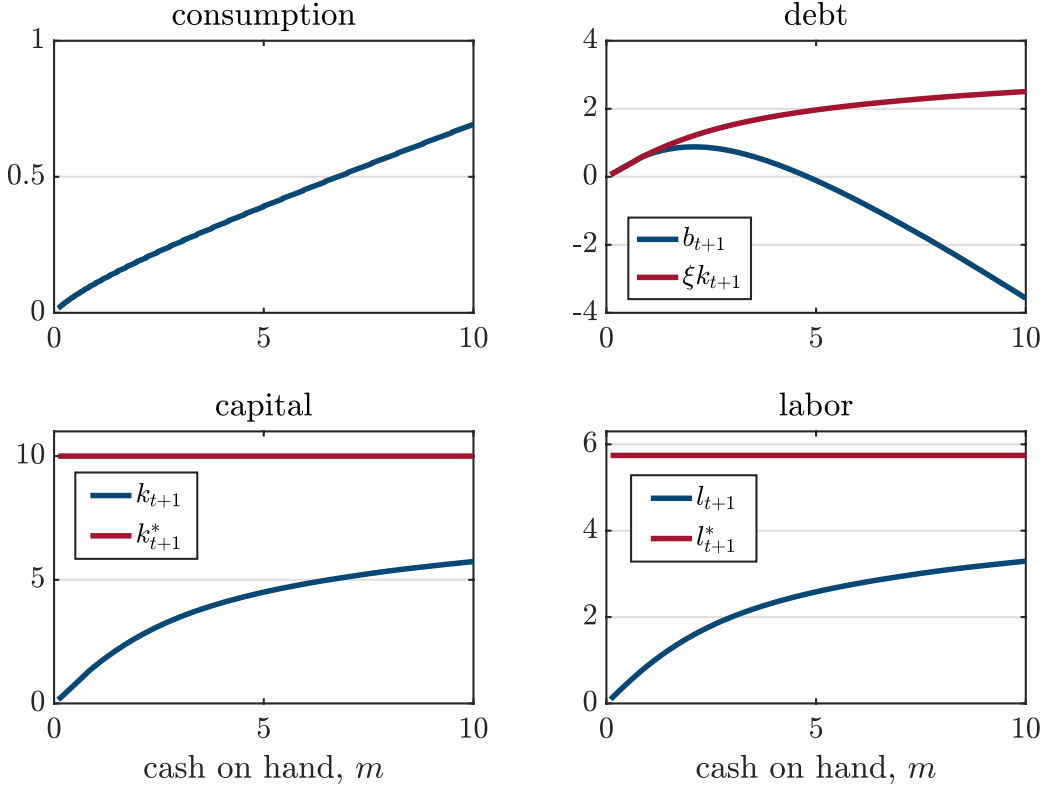 consumption
1
0.5
0
0 5 10
debt
4
2
0
-2
-4
b_{t+1}
ξk_{t+1}
0 5 10
capital
10
5
0
k_{t+1}
k^*_{t+1}
0 5 10
cash on hand, m
labor
6
4
2
0
l_{t+1}
l^*_{t+1}
0 5 10
cash on hand, m